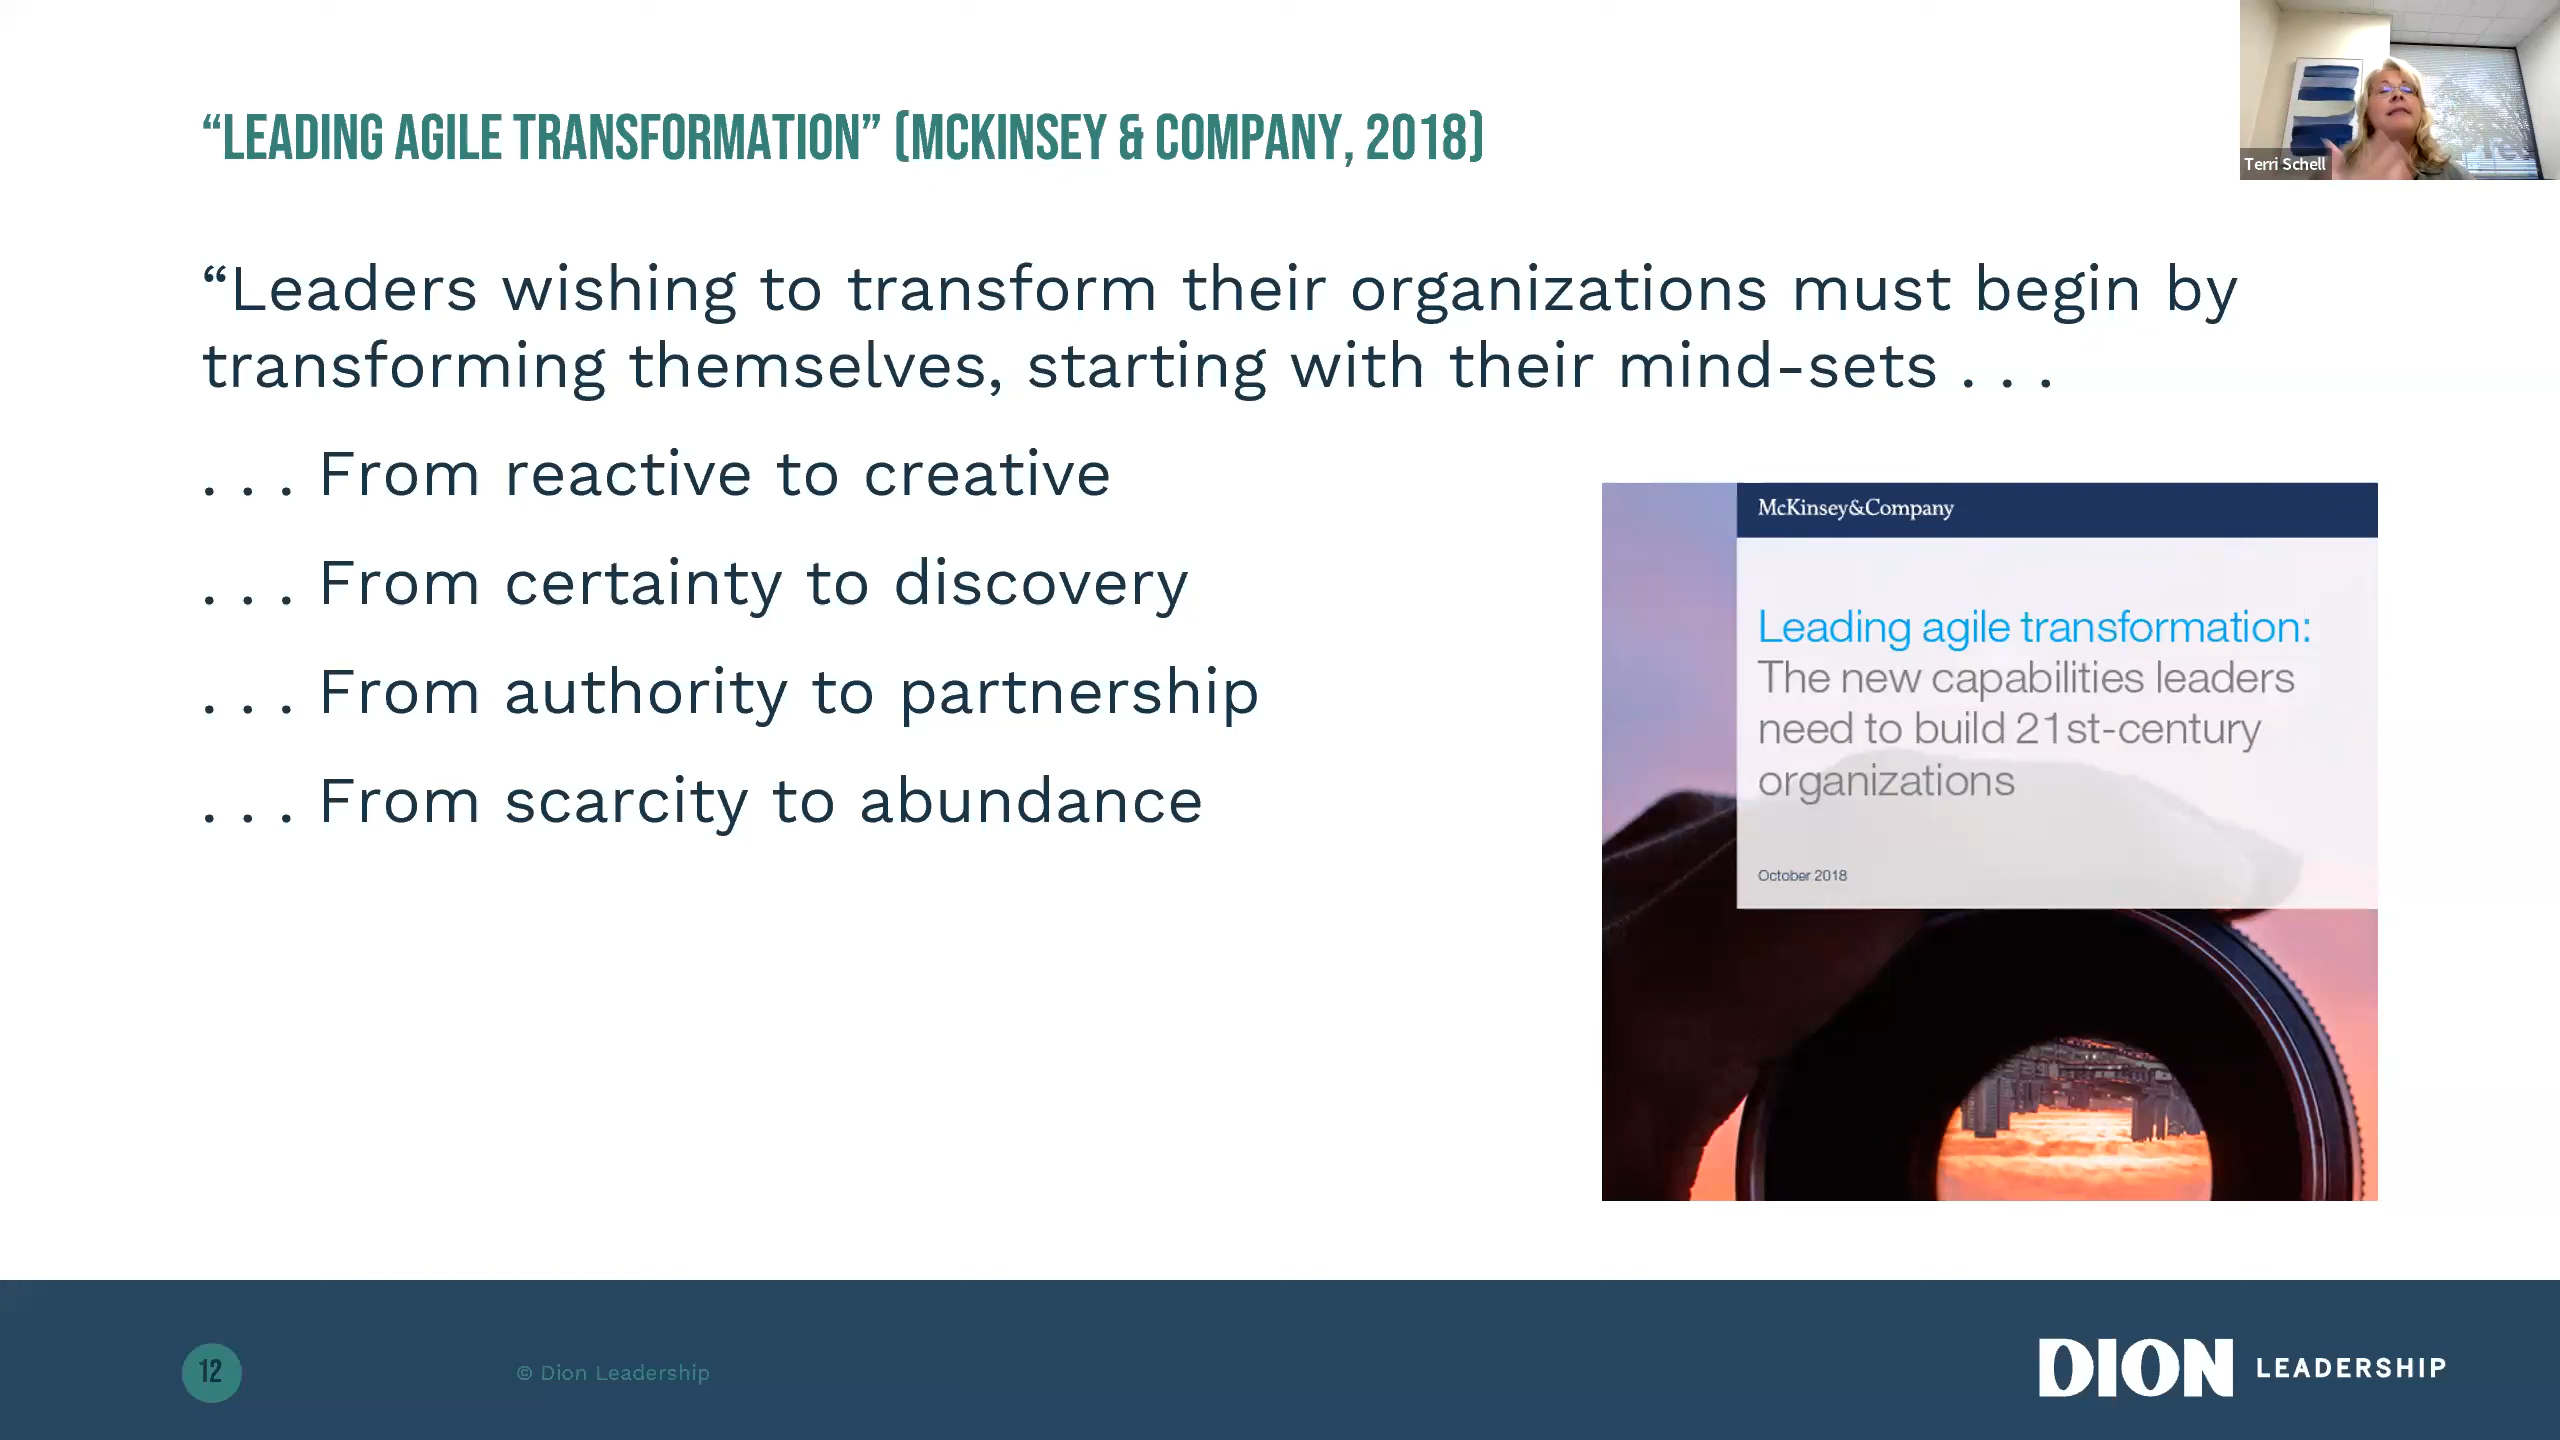 “LEADING AGILE TRANSFORMATION” (MCKINSEY & COMPANY, 2018)
Terri Schell
“Leaders wishing to transform their organizations must begin by
transforming themselves, starting with their mind-sets . . .
. . . From reactive to creative
. . . From certainty to discovery
. . . From authority to partnership
. . . From scarcity to abundance
McKinsey&Company
Leading agile transformation:
The new capabilities leaders
need to build 21st-century
organizations
October 2018
12
© Dion Leadership
DION LEADERSHIP